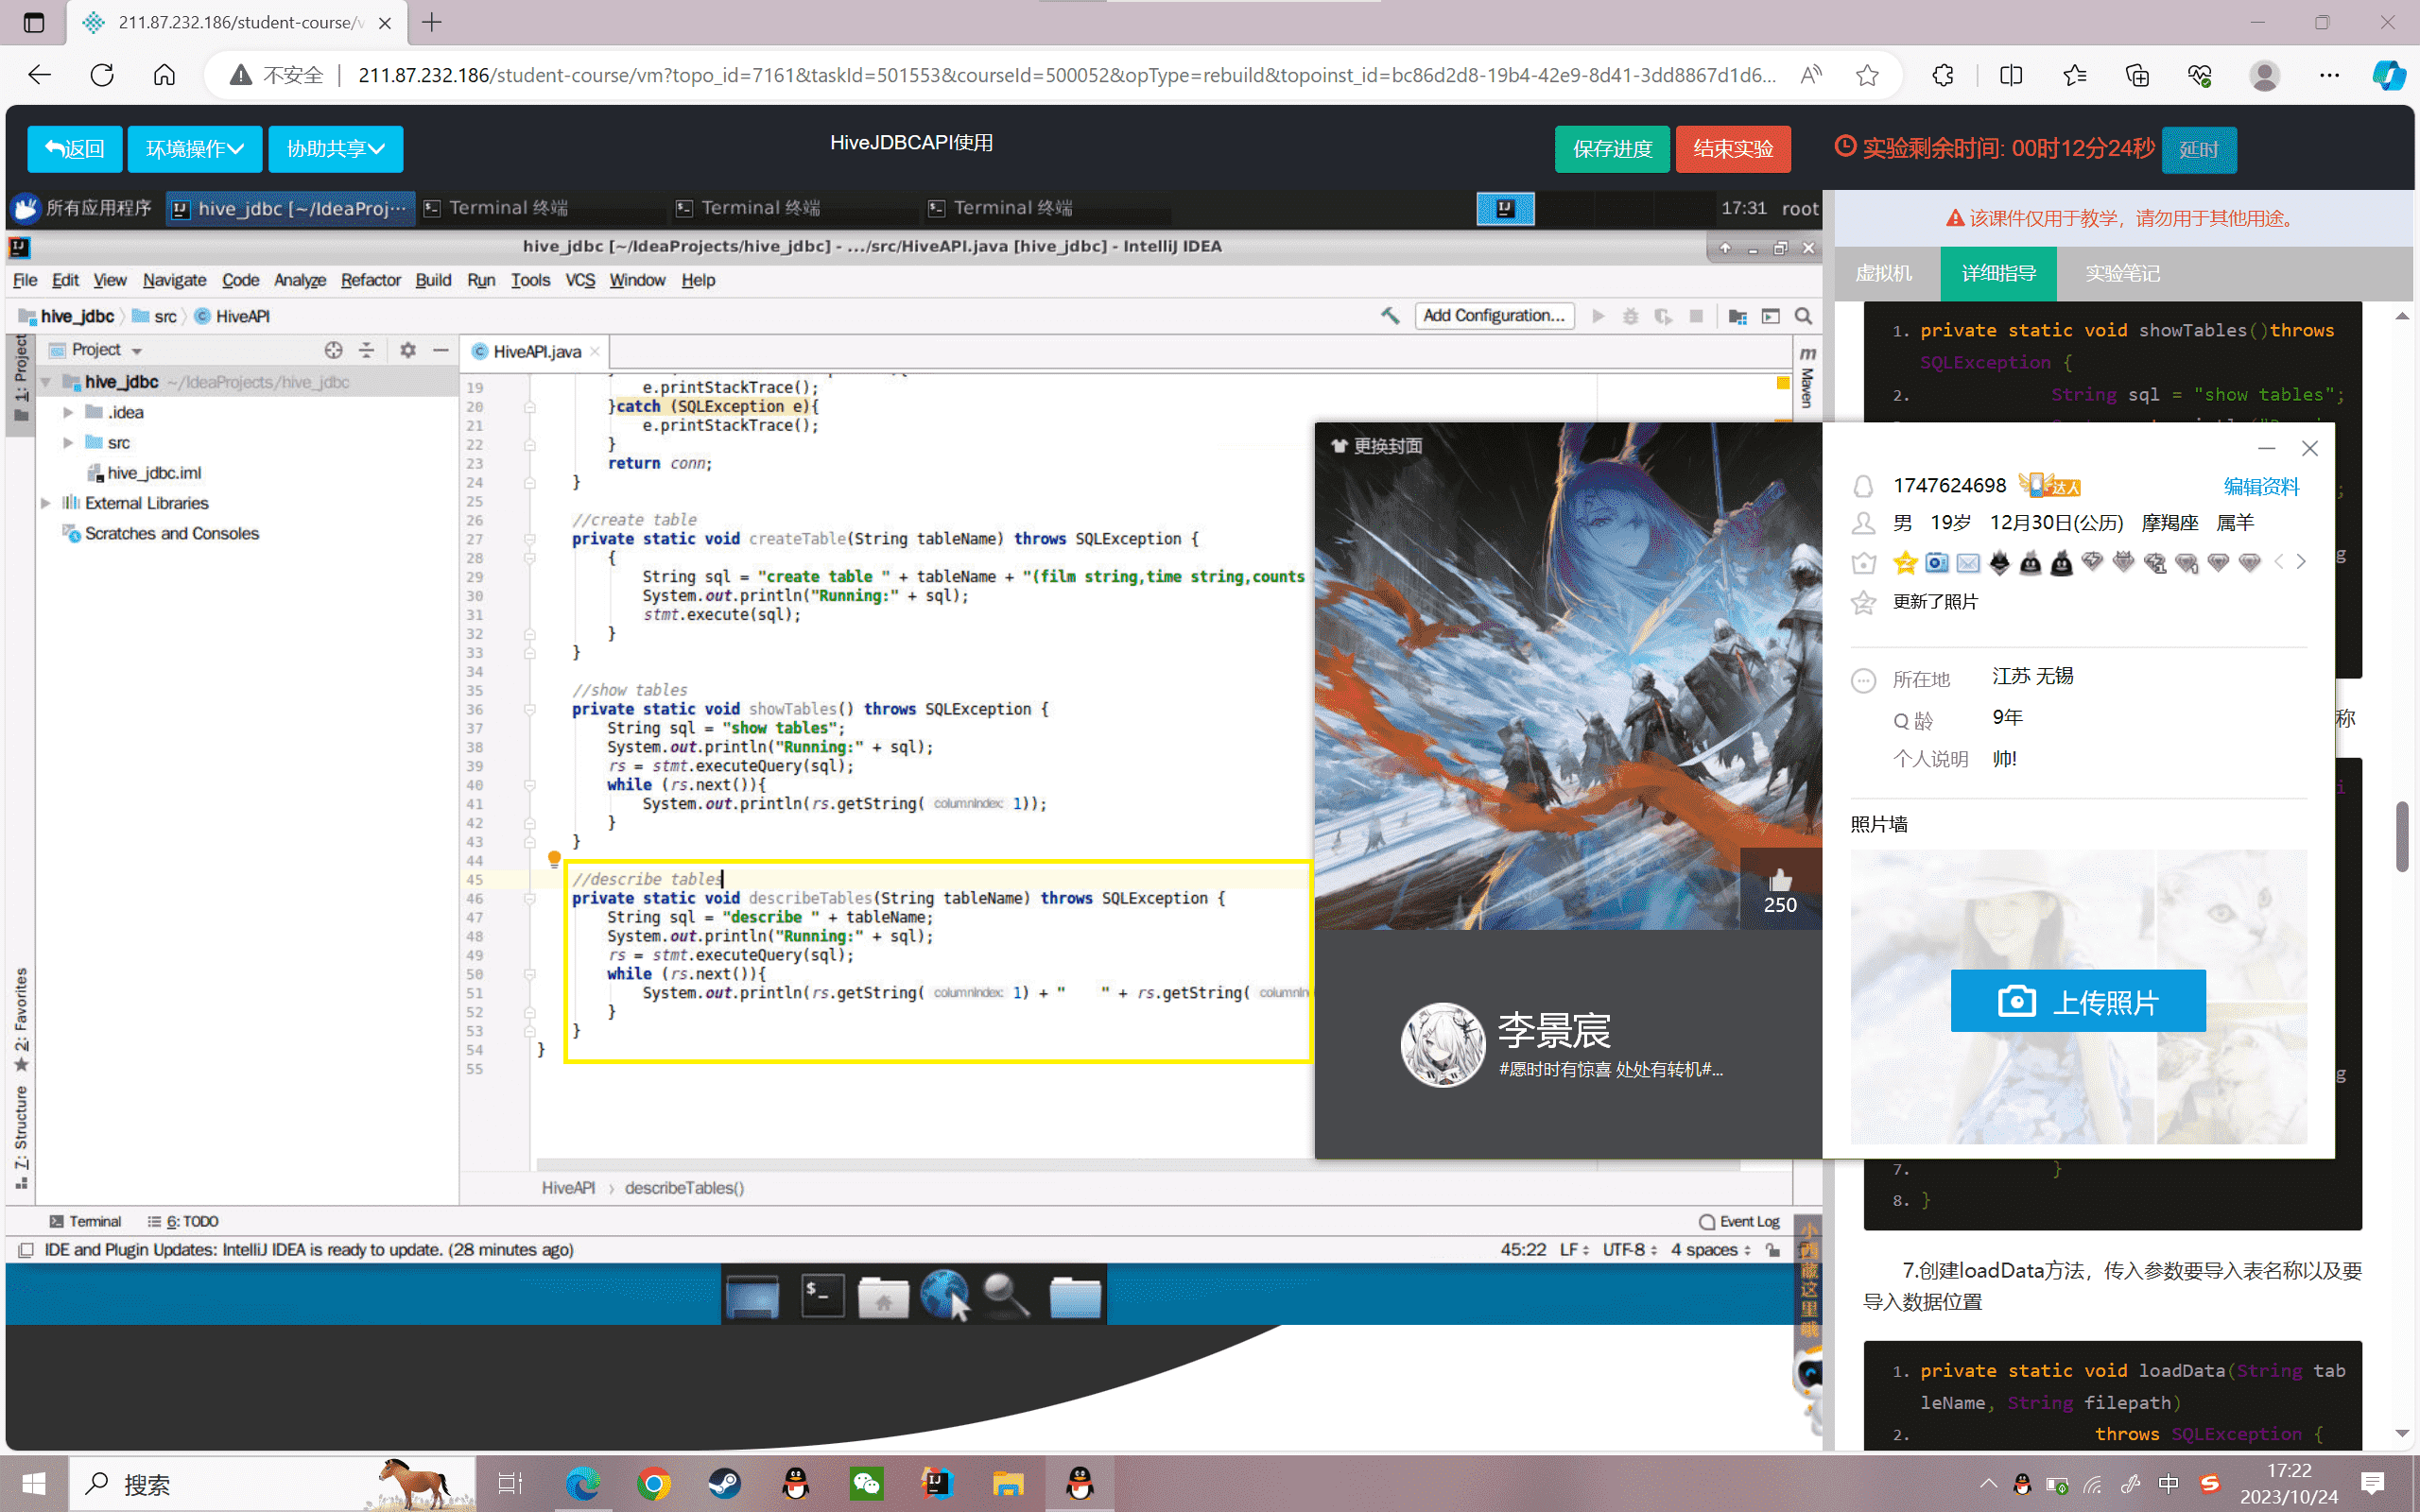 211.87.232.186/student-course/v
不安全
211.87.232.186/student-course/vm?topo_id=7161&taskId=501553&courseId=500052&opType=rebuild&topoinst_id=bc86d2d8-19b4-42e9-8d41-3dd8867d1d6...
返回
环境操作
协助共享
HiveJDBCAPI使用
保存进度
结束实验
实验剩余时间: 00时12分24秒
延时
所有应用程序
hive_jdbc [~/IdeaProj···
Terminal 终端
Terminal 终端
Terminal 终端
17:31
root
hive_jdbc [~/IdeaProjects/hive_jdbc] - .../src/HiveAPI.java [hive_jdbc] - IntelliJ IDEA
File Edit View Navigate Code Analyze Refactor Build Run Tools VCS Window Help
hive_jdbc
src
HiveAPI
Add Configuration...
1: Project
Project
hive_jdbc ~/IdeaProjects/hive_jdbc
.idea
src
hive_jdbc.iml
External Libraries
Scratches and Consoles
2: Favorites
Z: Structure
HiveAPI.java
Maven
19 e.printStackTrace();
20 }catch (SQLException e){
21 e.printStackTrace();
22 }
23 return conn;
24 }
25
26 //create table
27 private static void createTable(String tableName) throws SQLException {
28 {
29 String sql = "create table " + tableName + "(film string,time string,counts
30 System.out.println("Running:" + sql);
31 stmt.execute(sql);
32 }
33 }
34
35 //show tables
36 private static void showTables() throws SQLException {
37 String sql = "show tables";
38 System.out.println("Running:" + sql);
39 rs = stmt.executeQuery(sql);
40 while (rs.next()){
41 System.out.println(rs.getString( columnIndex: 1));
42 }
43 }
44
45 //describe tables
46 private static void describeTables(String tableName) throws SQLException {
47 String sql = "describe " + tableName;
48 System.out.println("Running:" + sql);
49 rs = stmt.executeQuery(sql);
50 while (rs.next()){
51 System.out.println(rs.getString( columnIndex: 1) + "    " + rs.getString( columnIn
52 }
53 }
54 }
55
HiveAPI
describeTables()
Terminal
6: TODO
Event Log
IDE and Plugin Updates: IntelliJ IDEA is ready to update. (28 minutes ago)
45:22 LF UTF-8 4 spaces
该课件仅用于教学，请勿用于其他用途。
虚拟机
详细指导
实验笔记
1. private static void showTables()throws
SQLException {
2. String sql = "show tables";
更换封面
250
李景宸
#愿时时有惊喜 处处有转机#...
1747624698
达人
编辑资料
男 19岁 12月30日(公历) 摩羯座 属羊
更新了照片
所在地 江苏 无锡
Q 龄 9年
个人说明 帅!
照片墙
上传照片
;
g
称
i
g
7. }
8. }
7.创建loadData方法，传入参数要导入表名称以及要
导入数据位置
1. private static void loadData(String tab
leName, String filepath)
2. throws SQLException {
搜索
中
17:22
2023/10/24